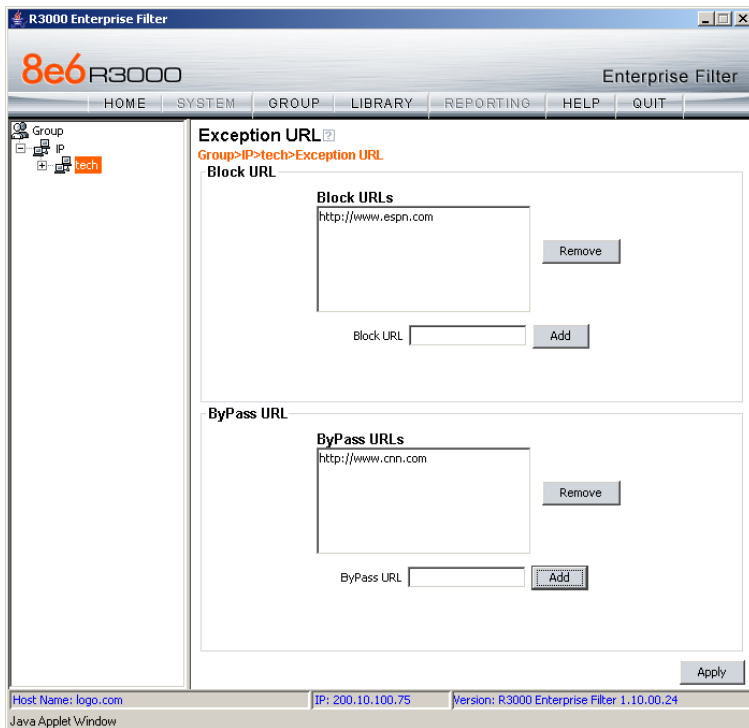 R3000 Enterprise Filter
8e6 R3000
Enterprise Filter
HOME SYSTEM GROUP LIBRARY REPORTING HELP QUIT
Group
IP
tech
Exception URL ?
Group>IP>tech>Exception URL
Block URL
Block URLs
http://www.espn.com
Remove
Block URL
Add
ByPass URL
ByPass URLs
http://www.cnn.com
Remove
ByPass URL
Add
Apply
Host Name: logo.com
IP: 200.10.100.75
Version: R3000 Enterprise Filter 1.10.00.24
Java Applet Window